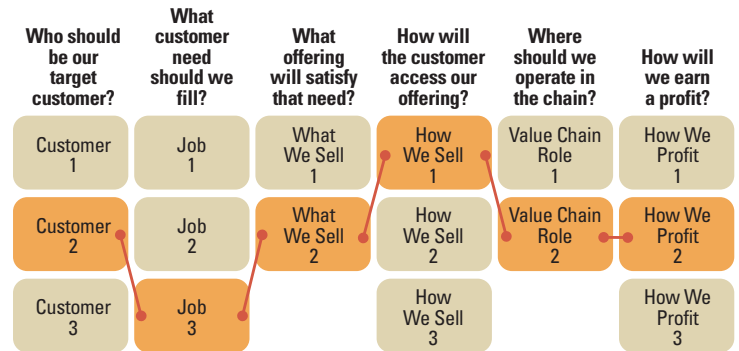 Who should
be our
target
customer?
What
customer
need
should we
fill?
What
offering
will satisfy
that need?
How will
the customer
access our
offering?
Where
should we
operate in
the chain?
How will
we earn
a profit?
Customer
1
Job
1
What
We Sell
1
How
We Sell
1
Value Chain
Role
1
How We
Profit
1
Customer
2
Job
2
What
We Sell
2
How
We Sell
2
Value Chain
Role
2
How We
Profit
2
Customer
3
Job
3
How
We Sell
3
How We
Profit
3